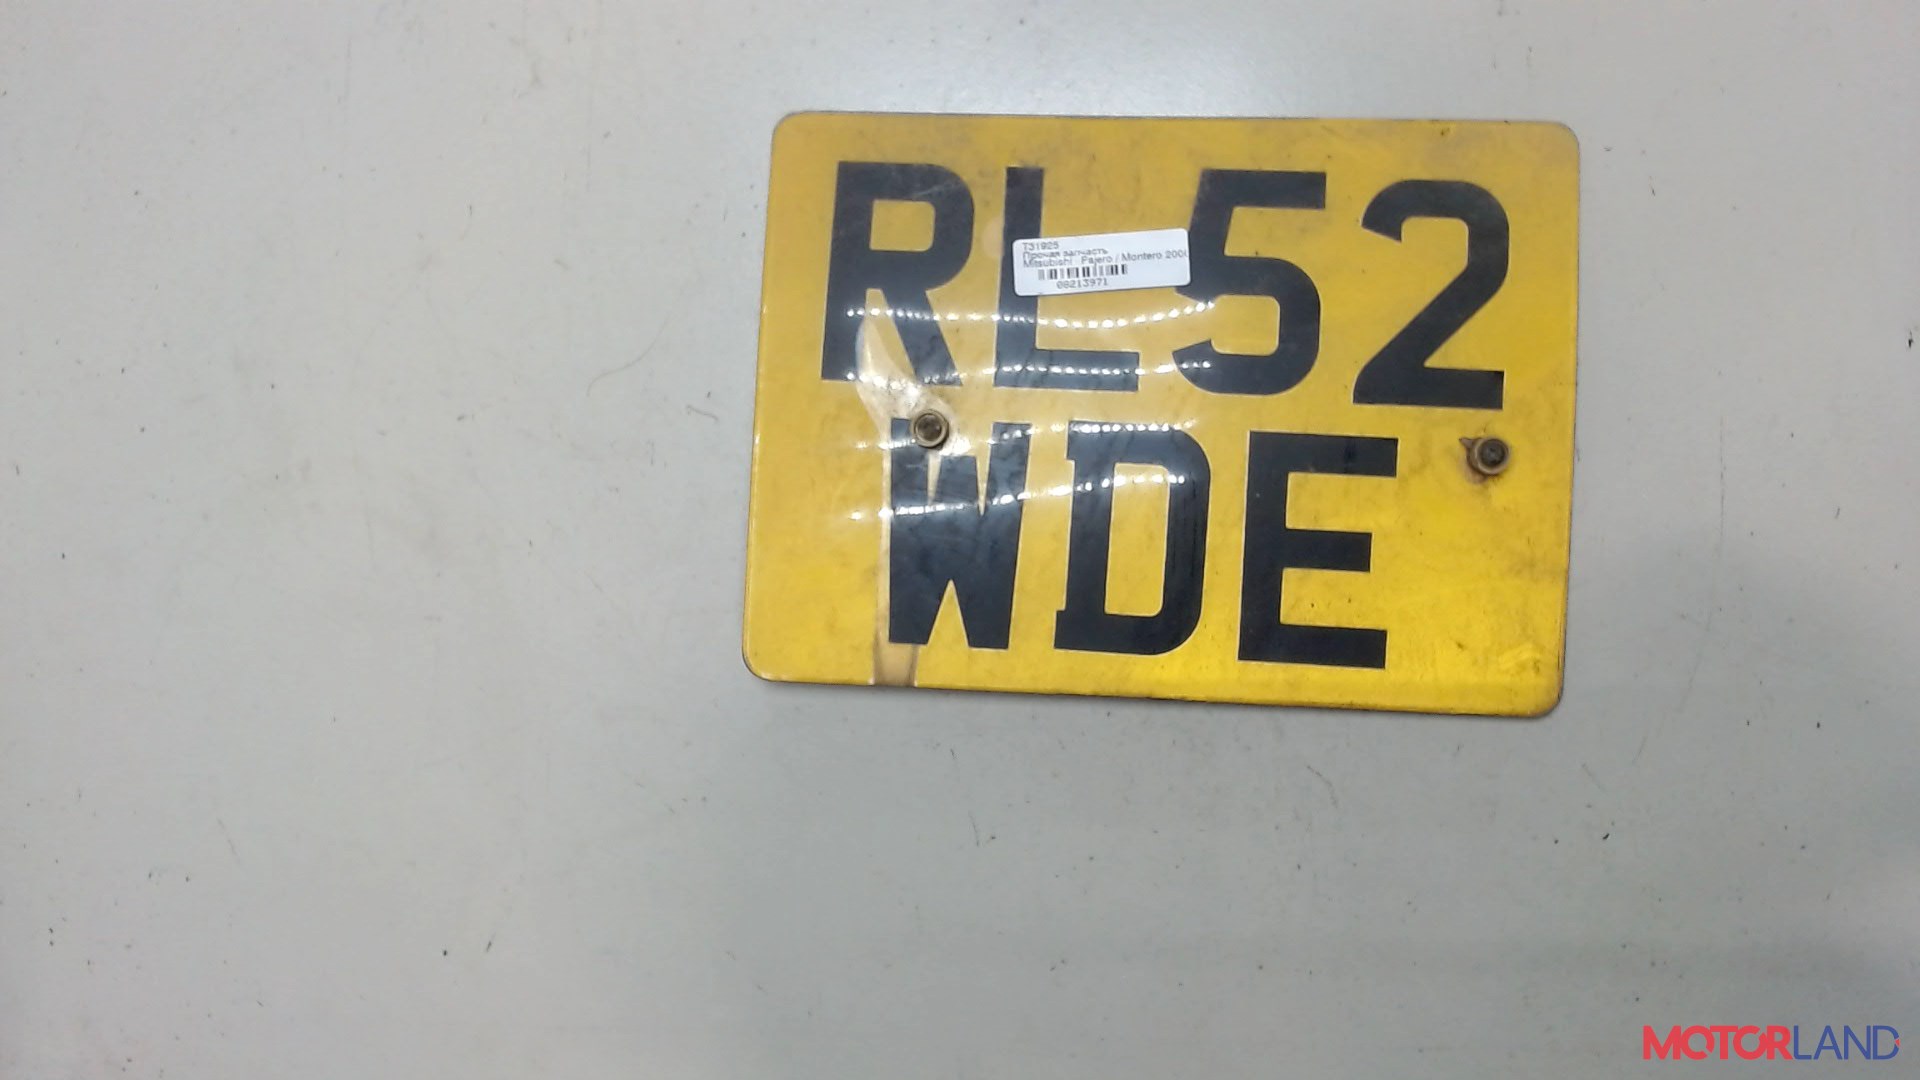 RL52
WDE
T31925
Прочая запчасть
Mitsubishi Pajero / Montero 200
08213971
MOTORLAND